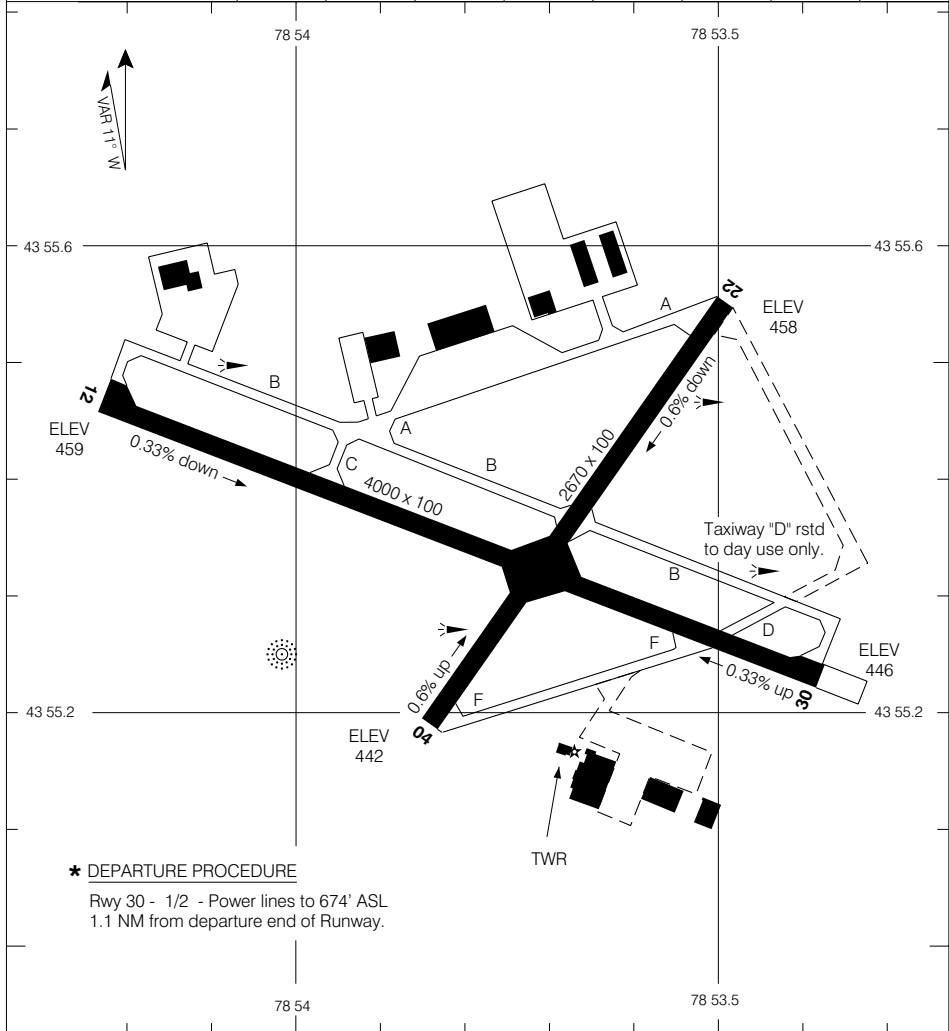 78 54
78 53.5
VAR 11° W
43 55.6
43 55.6
A
22
ELEV
458
B
12
ELEV
459
0.6% down
A
0.33% down
C
B
2670 x 100
4000 x 100
Taxiway "D" rstd
to day use only.
B
F
D
ELEV
446
0.33% up
30
0.6% up
F
43 55.2
43 55.2
ELEV
442
04
TWR
* DEPARTURE PROCEDURE
Rwy 30 - 1/2 - Power lines to 674' ASL
1.1 NM from departure end of Runway.
78 54
78 53.5